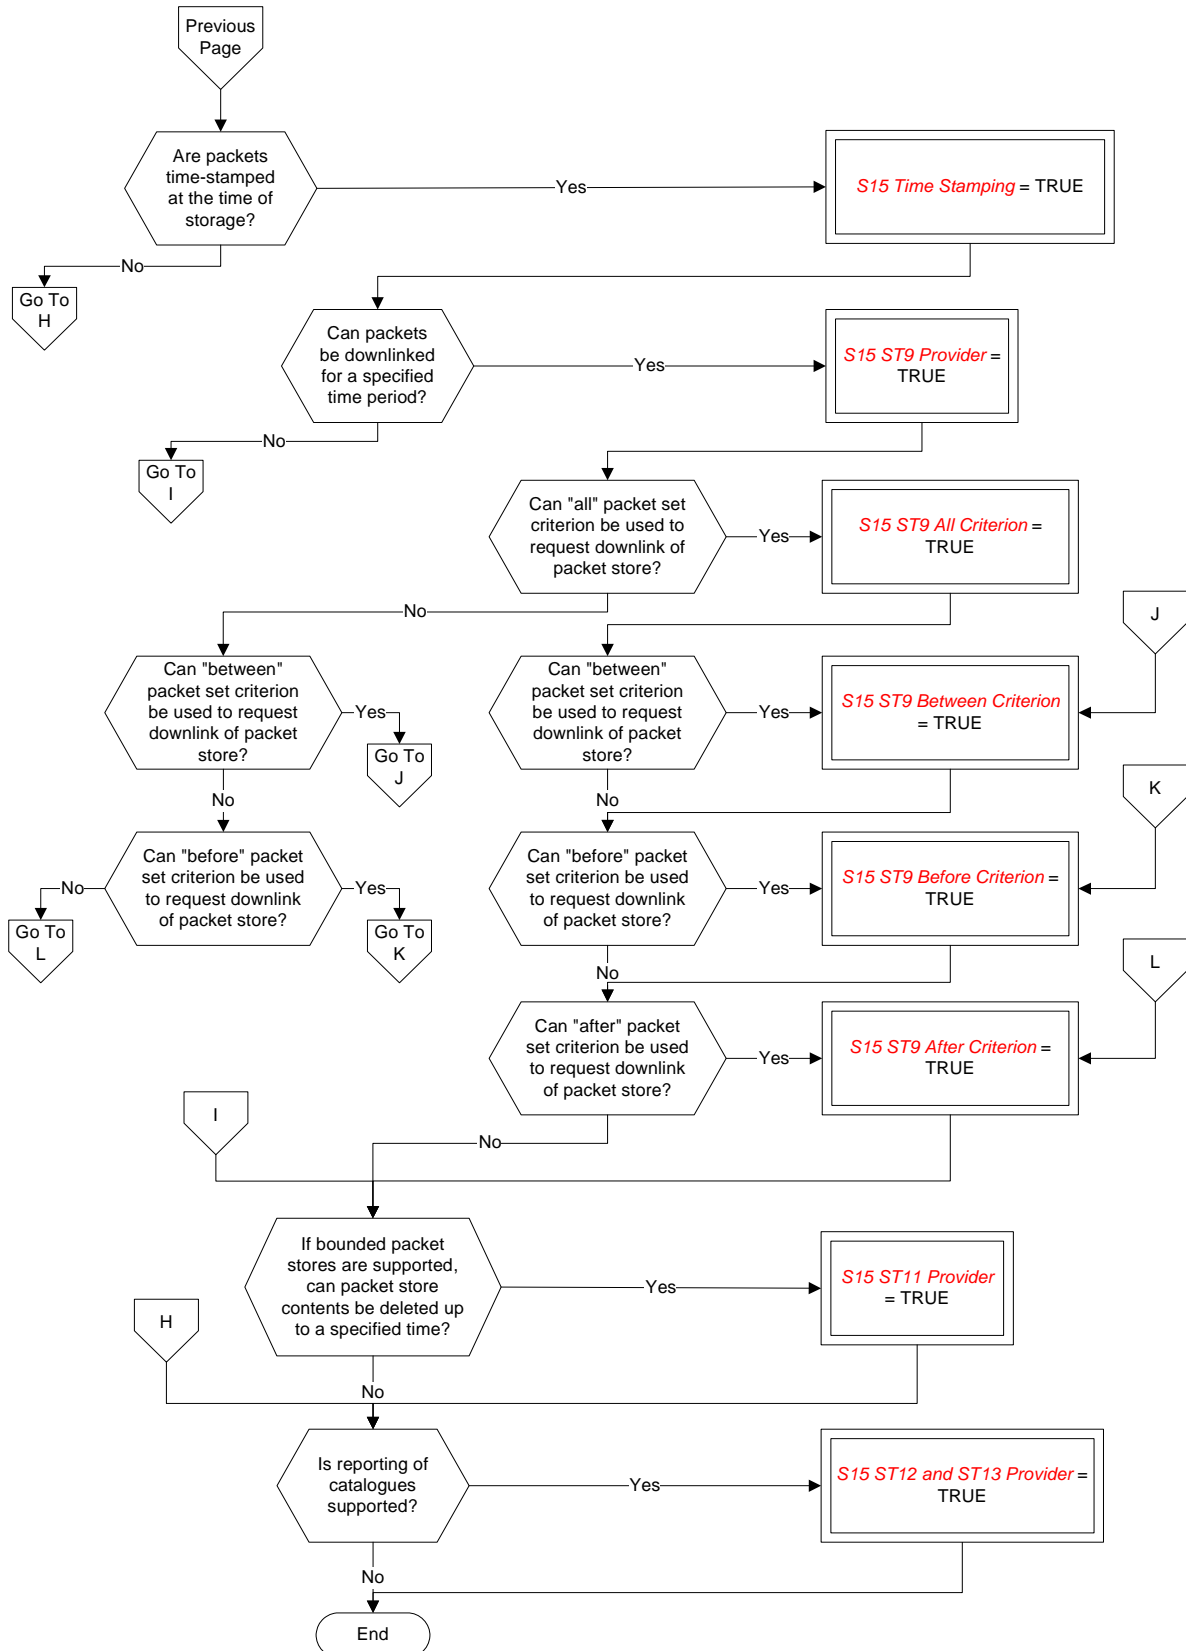 Previous
Page
Are packets
time-stamped
at the time of
storage?
Yes
S15 Time Stamping = TRUE
No
Go To
H
Can packets
be downlinked
for a specified
time period?
Yes
S15 ST9 Provider =
TRUE
No
Go To
I
Can "all" packet set
criterion be used to
request downlink of
packet store?
Yes
S15 ST9 All Criterion =
TRUE
No
J
Can "between"
packet set criterion
be used to request
downlink of packet
store?
Yes
Go To
J
Can "between"
packet set criterion
be used to request
downlink of packet
store?
Yes
S15 ST9 Between Criterion
= TRUE
No
No
K
Can "before" packet
set criterion be used
to request downlink
of packet store?
No
Go To
L
Yes
Go To
K
Can "before" packet
set criterion be used
to request downlink
of packet store?
Yes
S15 ST9 Before Criterion =
TRUE
No
L
Can "after" packet
set criterion be used
to request downlink
of packet store?
Yes
S15 ST9 After Criterion =
TRUE
I
No
If bounded packet
stores are supported,
can packet store
contents be deleted up
to a specified time?
Yes
S15 ST11 Provider
= TRUE
H
No
Is reporting of
catalogues
supported?
Yes
S15 ST12 and ST13 Provider =
TRUE
No
End